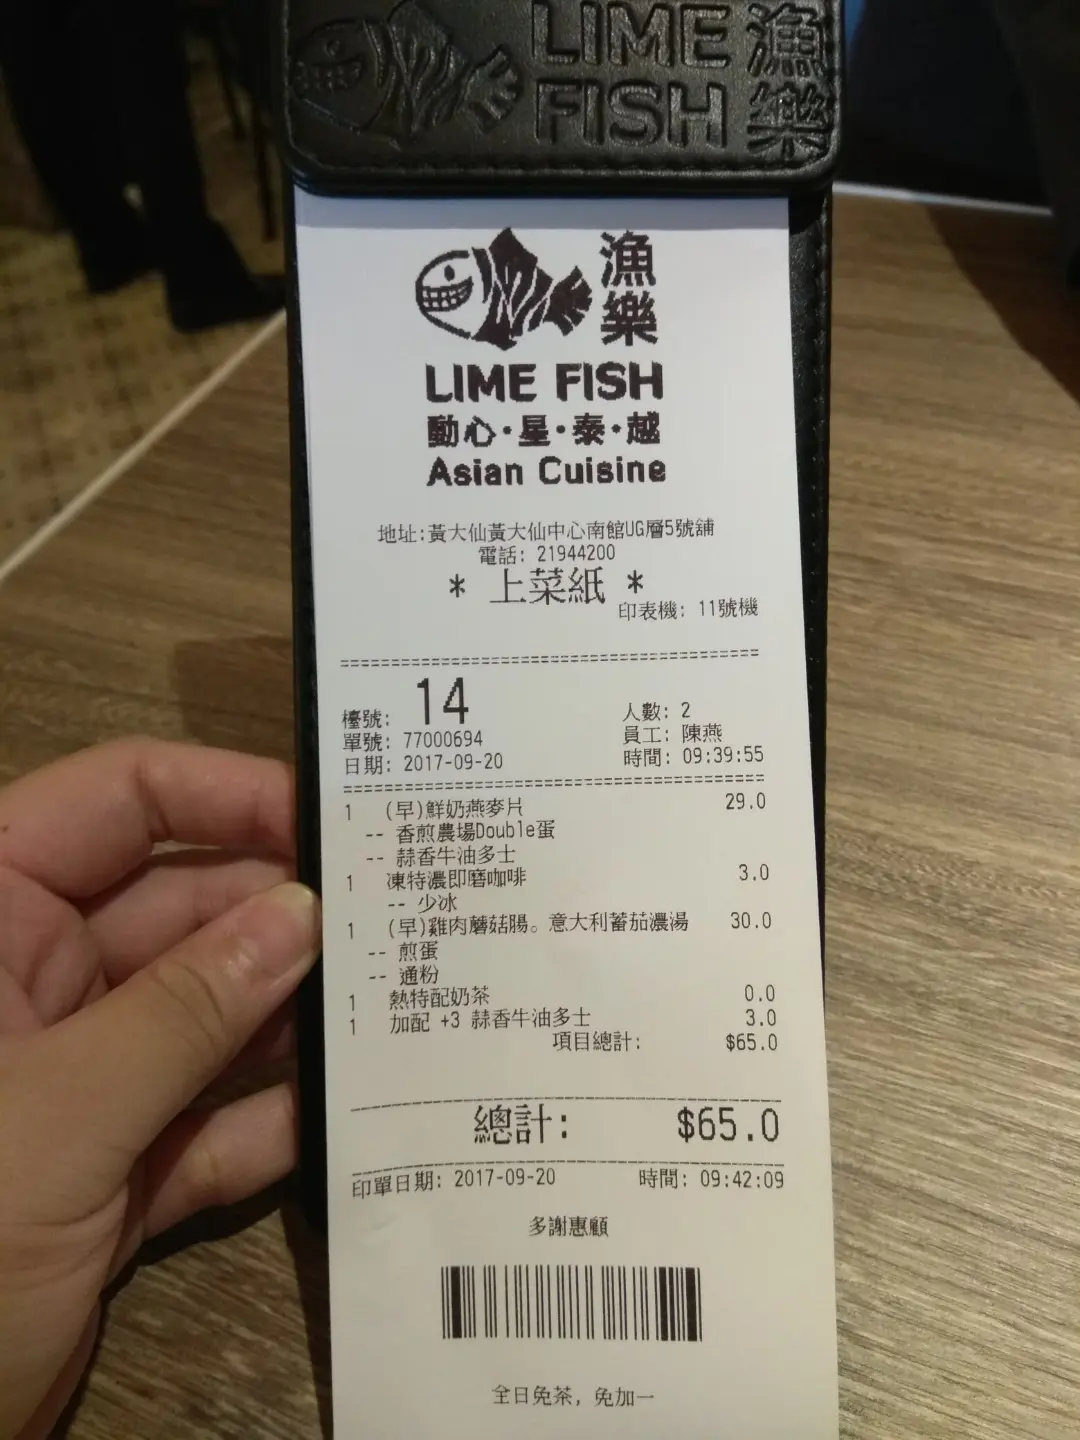 LIME 漁
FISH 樂
漁
樂
LIME FISH
動心·星·泰·越
Asian Cuisine
地址:黃大仙黃大仙中心南館UG層5號舖
電話: 21944200
* 上菜紙 *
印表機: 11號機
檯號: 14 人數: 2
單號: 77000694 員工: 陳燕
日期: 2017-09-20 時間: 09:39:55
1 (早)鮮奶燕麥片 29.0
-- 香煎農場Double蛋
-- 蒜香牛油多士
1 凍特濃即磨咖啡 3.0
-- 少冰
1 (早)雞肉蘑菇腸。意大利蕃茄濃湯 30.0
-- 煎蛋
-- 通粉
1 熱特配奶茶 0.0
1 加配 +3 蒜香牛油多士 3.0
項目總計: $65.0
總計: $65.0
印單日期: 2017-09-20 時間: 09:42:09
多謝惠顧
全日免茶, 免加一